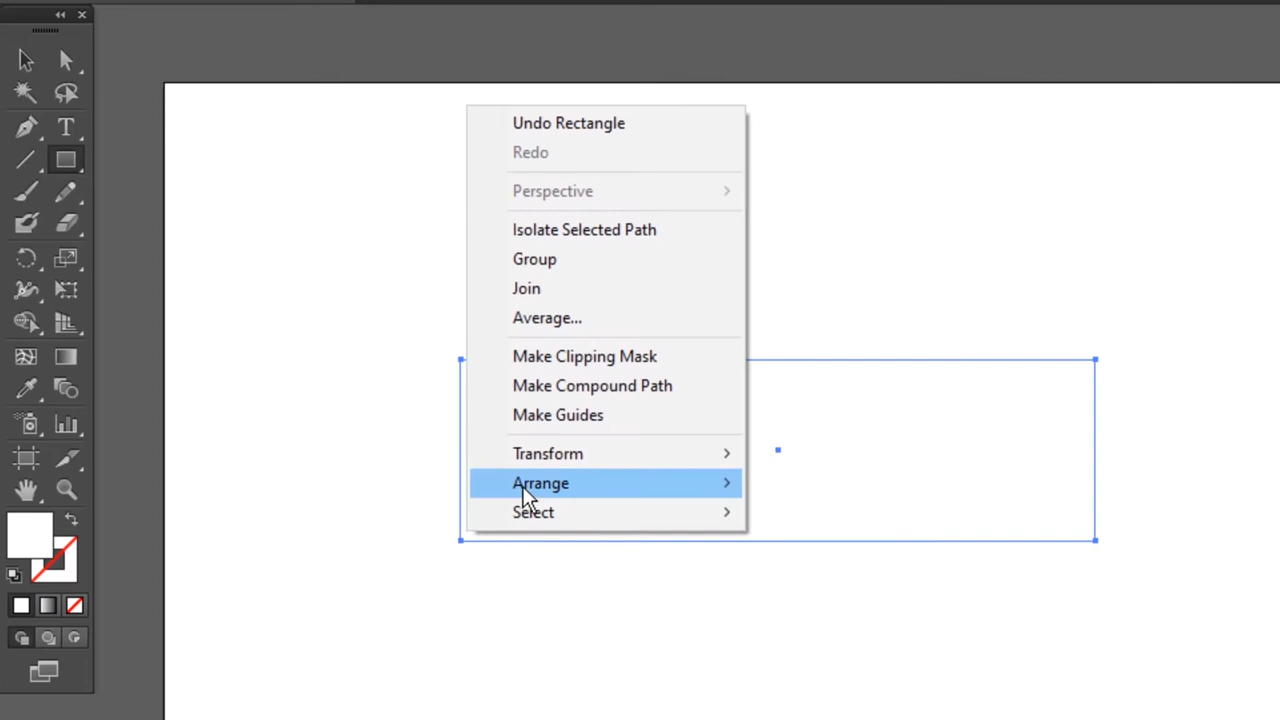 Undo Rectangle
Redo
Perspective
Isolate Selected Path
Group
Join
Average...
Make Clipping Mask
Make Compound Path
Make Guides
Transform
Arrange
Select